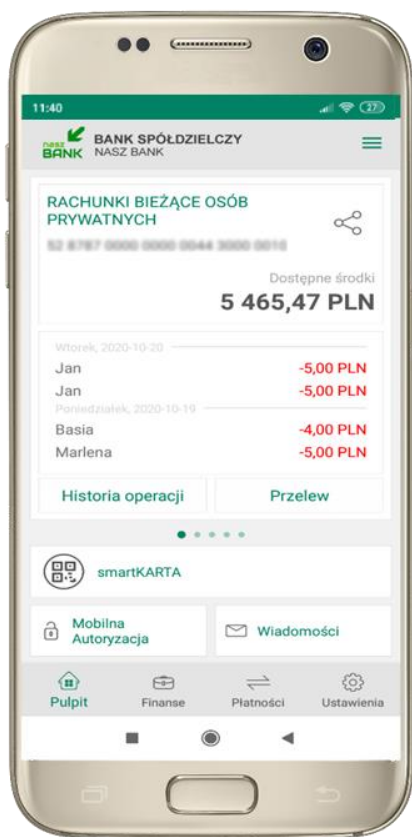 11:40
27
nasz BANK
BANK SPÓŁDZIELCZY
NASZ BANK
RACHUNKI BIEŻĄCE OSÓB
PRYWATNYCH
Dostępne środki
5 465,47 PLN
Wtorek, 2020-10-20
Jan -5,00 PLN
Jan -5,00 PLN
Poniedziałek, 2020-10-19
Basia -4,00 PLN
Marlena -5,00 PLN
Historia operacji Przelew
smartKARTA
Mobilna
Autoryzacja
Wiadomości
Pulpit Finanse Płatności Ustawienia